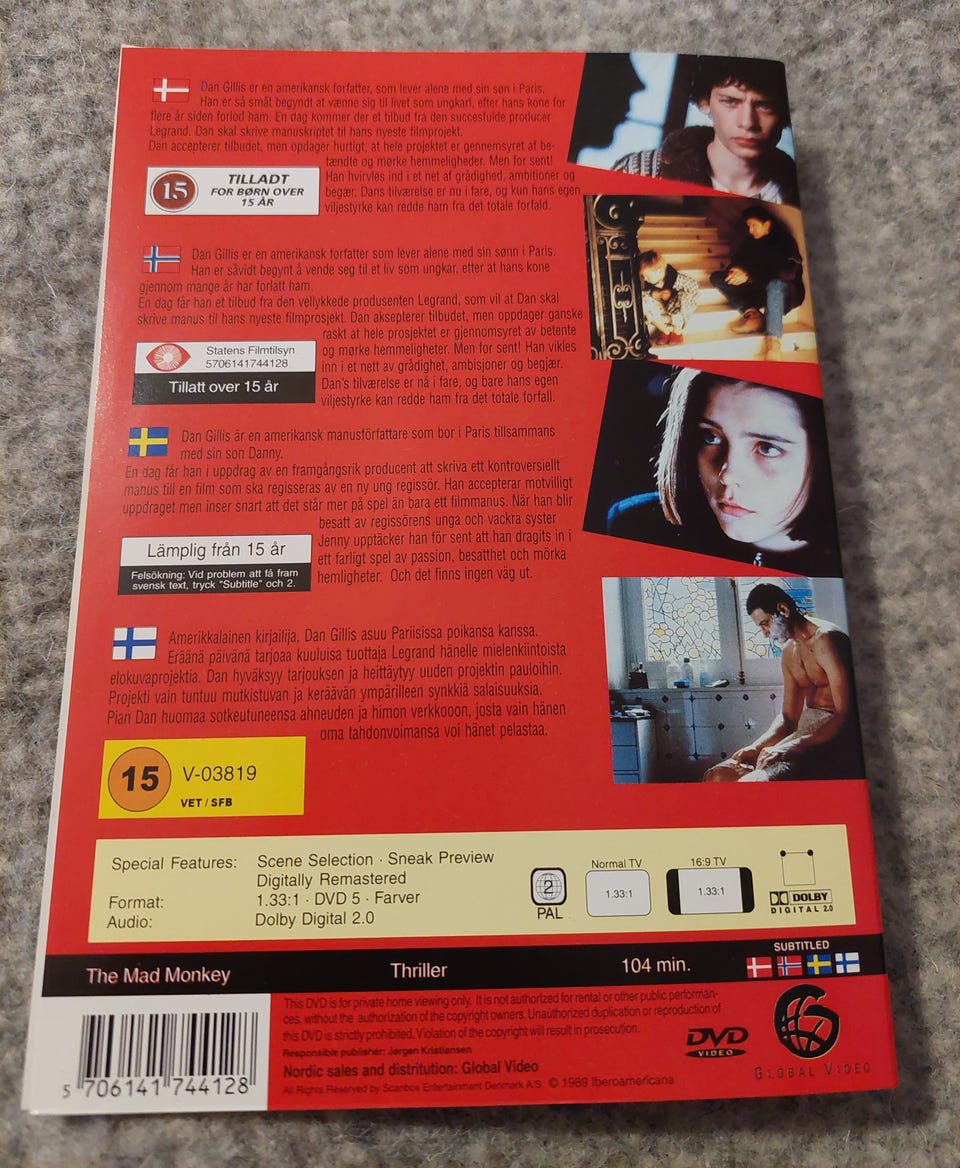 Dan Gillis er en amerikansk forfatter, som lever alene med sin søn i Paris.
Han er så småt begyndt at vænne sig til livet som ungkarl, efter hans kone for
flere år siden forlod ham. En dag kommer der et tilbud fra den succesfulde producer
Legrand. Dan skal skrive manuskriptet til hans nyeste filmprojekt.
Dan accepterer tilbudet, men opdager hurtigt, at hele projektet er gennemsyret af be-
tændte og mørke hemmeligheder. Men for sent!
Han hvirvles ind i et net af grådighed, ambitioner og
begær. Dans tilværelse er nu i fare, og kun hans egen
viljestyrke kan redde ham fra det totale forfald.
15
TILLADT
FOR BØRN OVER
15 ÅR
Dan Gillis er en amerikansk forfatter som lever alene med sin sønn i Paris.
Han er såvidt begynt å vende seg til et liv som ungkar, etter at hans kone
gjennom mange år har forlatt ham.
En dag får han et tilbud fra den vellykkede produsenten Legrand, som vil at Dan skal
skrive manus til hans nyeste filmprosjekt. Dan aksepterer tilbudet, men oppdager ganske
raskt at hele prosjektet er gjennomsyret av betente
og mørke hemmeligheter. Men for sent! Han vikles
inn i et nett av grådighet, ambisjoner og begjær.
Dan's tilværelse er nå i fare, og bare hans egen
viljestyrke kan redde ham fra det totale forfall.
Statens Filmtilsyn
5706141744128
Tillatt over 15 år
Dan Gillis är en amerikansk manusförfattare som bor i Paris tillsammans
med sin son Danny.
En dag får han i uppdrag av en framgångsrik producent att skriva ett kontroversiellt
manus till en film som ska regisseras av en ny ung regissör. Han accepterar motvilligt
uppdraget men inser snart att det står mer på spel än bara ett filmmanus. När han blir
besatt av regissörens unga och vackra syster
Jenny upptäcker han för sent att han dragits in i
ett farligt spel av passion, besatthet och mörka
hemligheter. Och det finns ingen väg ut.
Lämplig från 15 år
Felsökning: Vid problem att få fram
svensk text, tryck "Subtitle" och 2.
Amerikkalainen kirjailija, Dan Gillis asuu Pariisissa poikansa kanssa.
Eräänä päivänä tarjoaa kuuluisa tuottaja Legrand hänelle mielenkiintoista
elokuvaprojektia. Dan hyväksyy tarjouksen ja heittäytyy uuden projektin pauloihin.
Projekti vain tuntuu mutkistuvan ja keräävän ympärilleen synkkiä salaisuuksia.
Pian Dan huomaa sotkeutuneensa ahneuden ja himon verkkooon, josta vain hänen
oma tahdonvoimansa voi hänet pelastaa.
15
V-03819
VET / SFB
Special Features: Scene Selection · Sneak Preview
Digitally Remastered
Format: 1.33:1 · DVD 5 · Farver
Audio: Dolby Digital 2.0
2
PAL
Normal TV
1.33:1
16:9 TV
1.33:1
DOLBY
DIGITAL 2.0
The Mad Monkey Thriller 104 min.
SUBTITLED
This DVD is for private home viewing only. It is not authorized for rental or other public performan-
ces, without the authorization of the copyright owners. Unauthorized duplication or reproduction of
this DVD is strictly prohibited. Violation of the copyright will result in prosecution.
Responsible publisher: Jørgen Kristiansen
Nordic sales and distrubution: Global Video
All Rights Reserved by Scanbox Entertainment Denmark A/S © 1989 Iberoamericana
DVD
VIDEO
GLOBAL VIDEO
5 706141 744128